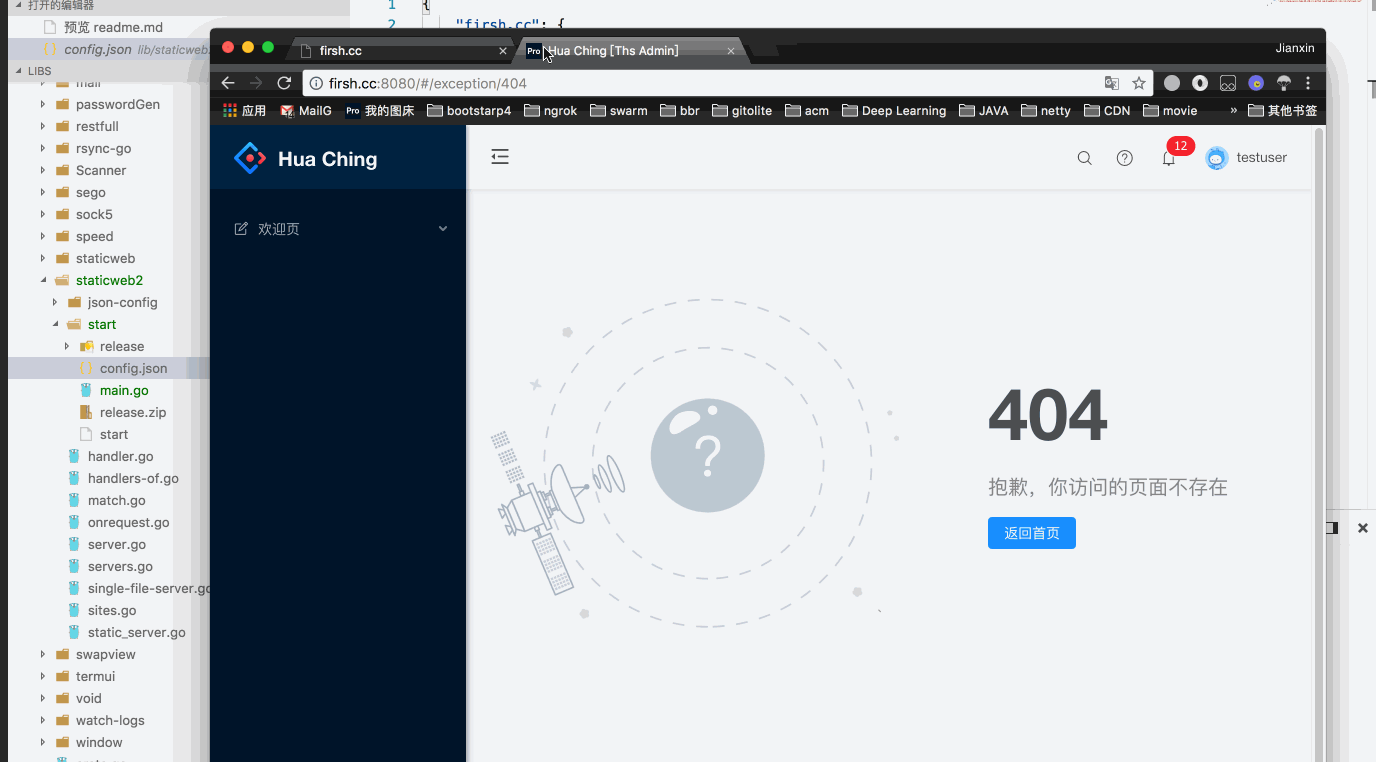 打开的编辑器
预览 readme.md
config.json lib/staticweb
LIBS
mail
passwordGen
restfull
rsync-go
Scanner
sego
sock5
speed
staticweb
staticweb2
json-config
start
release
config.json
main.go
release.zip
start
handler.go
handlers-of.go
match.go
onrequest.go
server.go
servers.go
single-file-server.go
sites.go
static_server.go
swapview
termui
void
watch-logs
window
1 {
2 "firsh.cc": {
firsh.cc
Pro Hua Ching [Ths Admin]
Jianxin
firsh.cc:8080/#/exception/404
应用 MailG Pro 我的图床 bootstarp4 ngrok swarm bbr gitolite acm Deep Learning JAVA netty CDN movie » 其他书签
Hua Ching
12
testuser
欢迎页
?
404
抱歉，你访问的页面不存在
返回首页